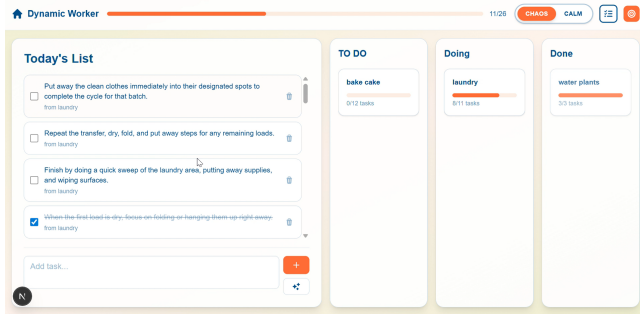 Dynamic Worker
11/26
CHAOS
CALM
Today's List
Put away the clean clothes immediately into their designated spots to
complete the cycle for that batch.
from laundry
Repeat the transfer, dry, fold, and put away steps for any remaining loads.
from laundry
Finish by doing a quick sweep of the laundry area, putting away supplies,
and wiping surfaces.
from laundry
When the first load is dry, focus on folding or hanging them up right away.
from laundry
Add task...
+
N
TO DO
bake cake
0/12 tasks
Doing
laundry
8/11 tasks
Done
water plants
3/3 tasks